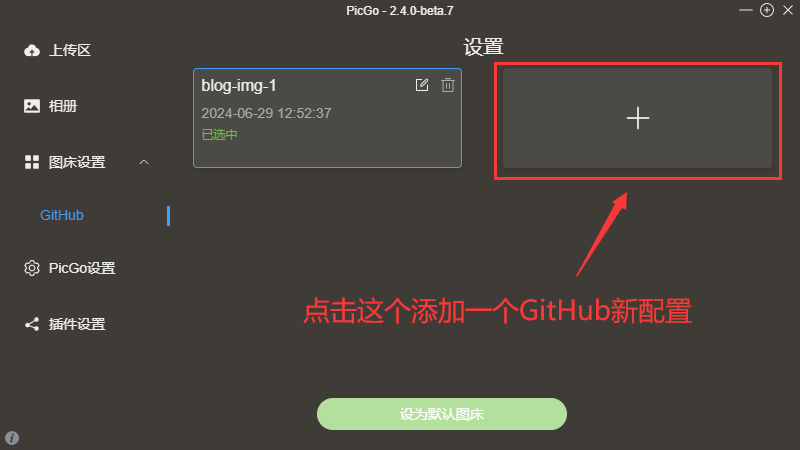 PicGo - 2.4.0-beta.7
上传区
相册
图床设置
GitHub
PicGo设置
插件设置
设置
blog-img-1
2024-06-29 12:52:37
已选中
点击这个添加一个GitHub新配置
设为默认图床